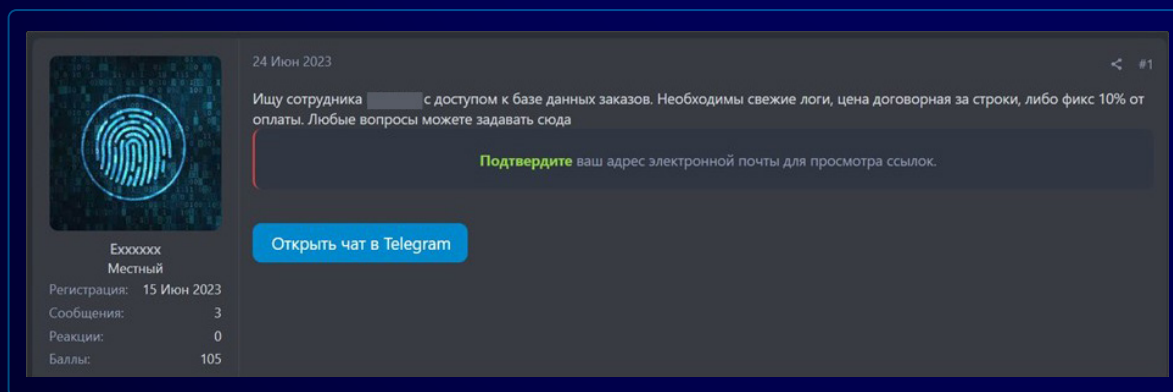 24 Июн 2023
#1
Ищу сотрудника с доступом к базе данных заказов. Необходимы свежие логи, цена договорная за строки, либо фикс 10% от
оплаты. Любые вопросы можете задавать сюда
Подтвердите ваш адрес электронной почты для просмотра ссылок.
Открыть чат в Telegram
Exxxxxx
Местный
Регистрация: 15 Июн 2023
Сообщения: 3
Реакции: 0
Баллы: 105